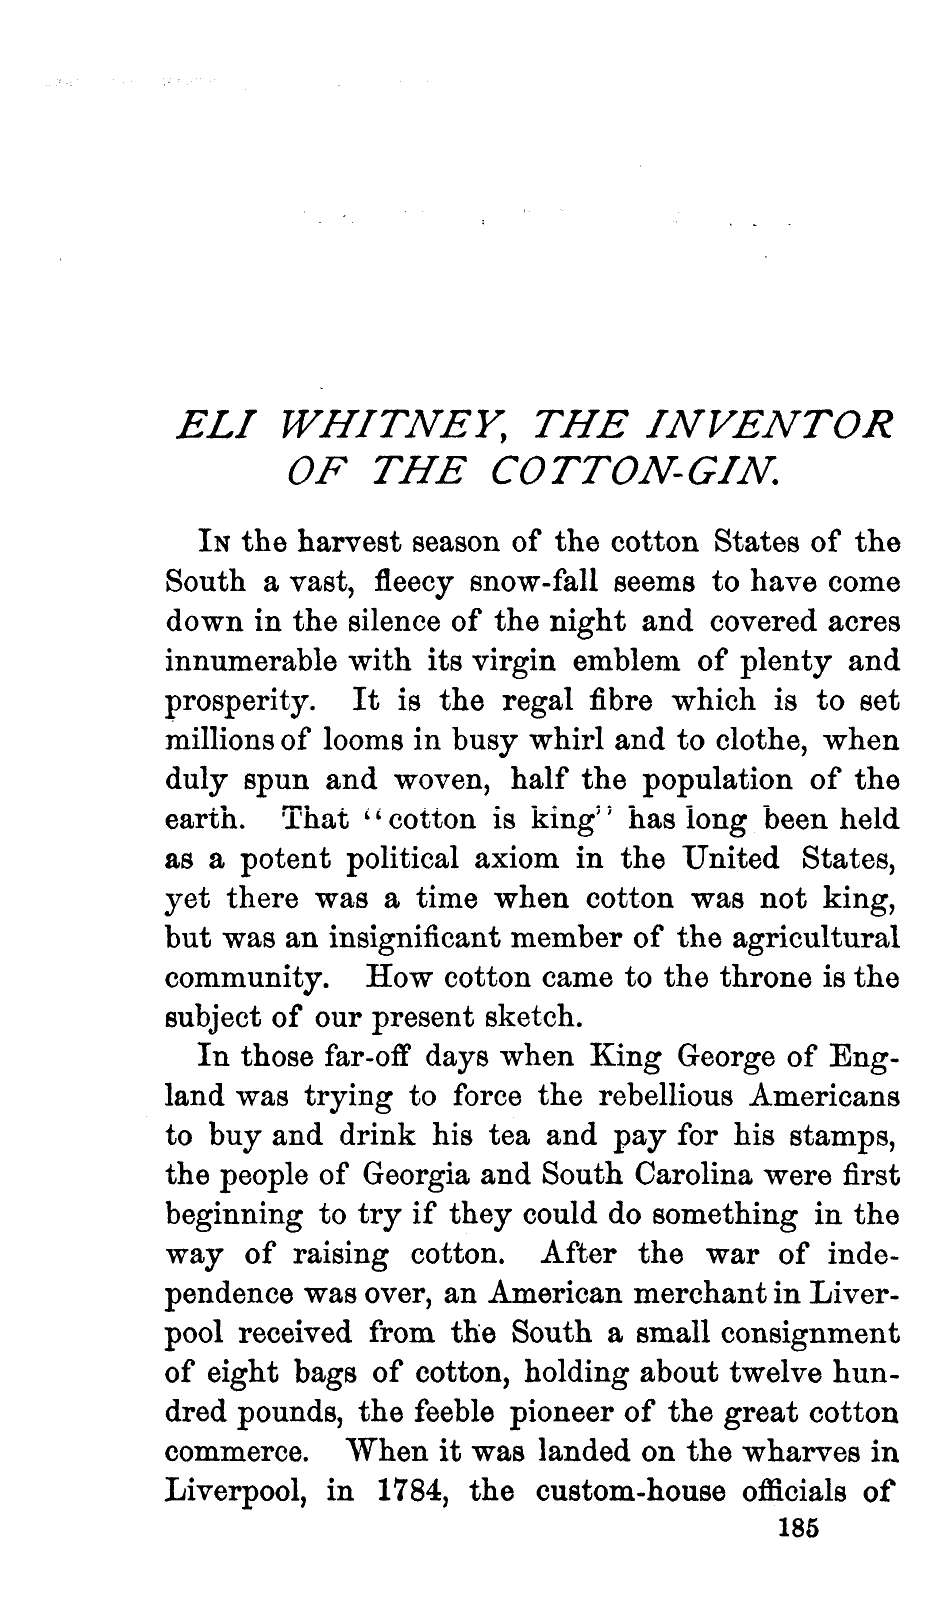 ELI WHITNEY, THE INVENTOR
OF THE COTTON-GIN.
IN the harvest season of the cotton States of the
South a vast, fleecy snow-fall seems to have come
down in the silence of the night and covered acres
innumerable with its virgin emblem of plenty and
prosperity. It is the regal fibre which is to set
millions of looms in busy whirl and to clothe, when
duly spun and woven, half the population of the
earth. That "cotton is king" has long been held
as a potent political axiom in the United States,
yet there was a time when cotton was not king,
but was an insignificant member of the agricultural
community. How cotton came to the throne is the
subject of our present sketch.
In those far-off days when King George of Eng-
land was trying to force the rebellious Americans
to buy and drink his tea and pay for his stamps,
the people of Georgia and South Carolina were first
beginning to try if they could do something in the
way of raising cotton. After the war of inde-
pendence was over, an American merchant in Liver-
pool received from the South a small consignment
of eight bags of cotton, holding about twelve hun-
dred pounds, the feeble pioneer of the great cotton
commerce. When it was landed on the wharves in
Liverpool, in 1784, the custom-house officials of
185